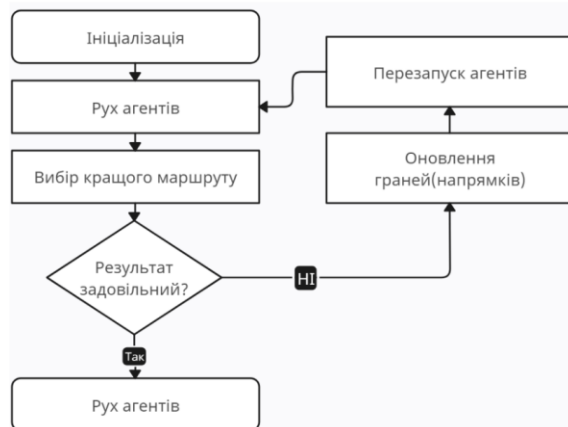 Ініціалізація
Рух агентів
Вибір кращого маршруту
Результат
задовільний?
НІ
Оновлення
граней(напрямків)
Перезапуск агентів
Так
Рух агентів